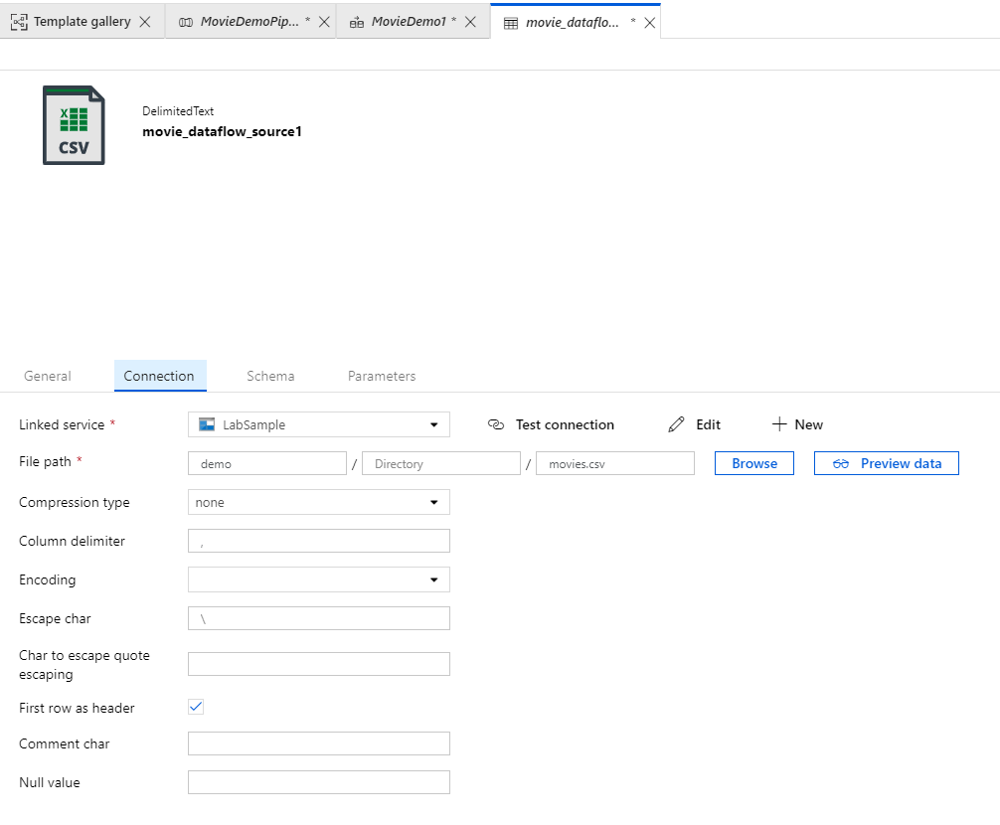 Template gallery MovieDemoPip... * MovieDemo1 * movie_dataflo... *
X
CSV
DelimitedText
movie_dataflow_source1
General Connection Schema Parameters
Linked service * LabSample Test connection Edit New
File path * demo / Directory / movies.csv Browse Preview data
Compression type none
Column delimiter ,
Encoding
Escape char \
Char to escape quote
escaping
First row as header
Comment char
Null value